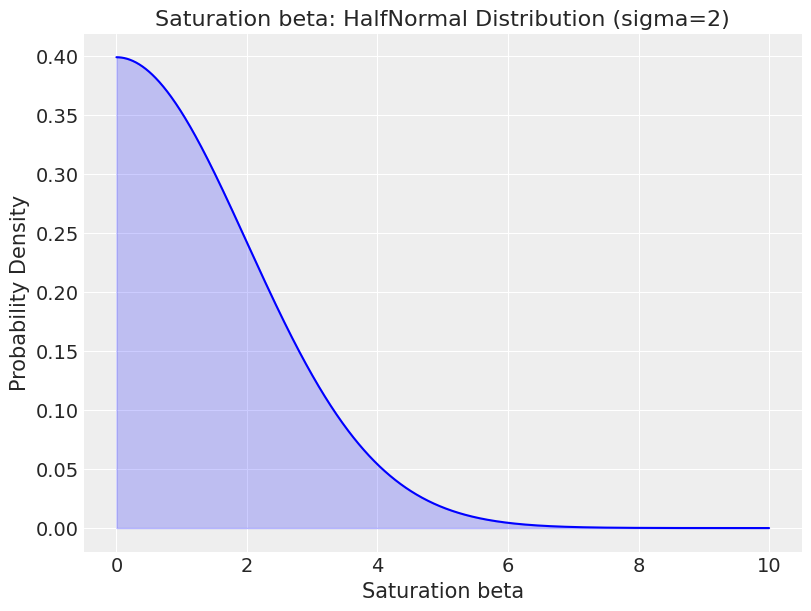 Saturation beta: HalfNormal Distribution (sigma=2)
Probability Density
0.40
0.35
0.30
0.25
0.20
0.15
0.10
0.05
0.00
0 2 4 6 8 10
Saturation beta